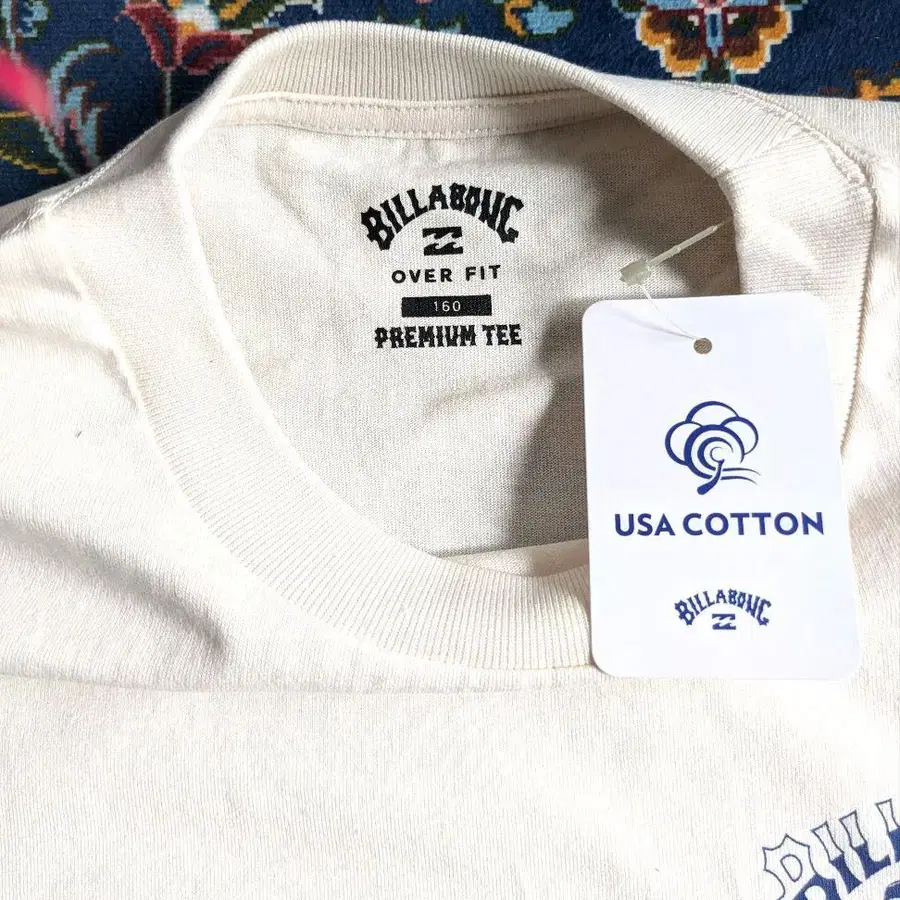 BILLABONG
OVER FIT
160
PREMIUM TEE
USA COTTON
BILLABONG